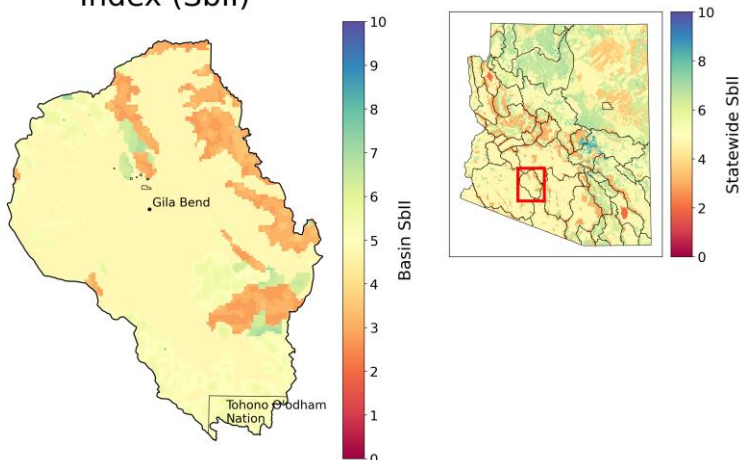 Index (SbII)
Gila Bend
Tohono O'odham
Nation
10
9
8
7
6
5
4
3
2
1
0
Basin SbII
10
8
6
4
2
0
Statewide SbII